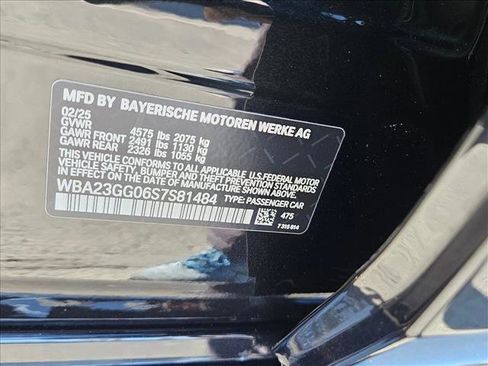 MFD BY BAYERISCHE MOTOREN WERKE AG
02/25
GVWR 4575 lbs 2075 kg
GAWR FRONT 2491 lbs 1130 kg
GAWR REAR 2326 lbs 1055 kg
THIS VEHICLE CONFORMS TO ALL APPLICABLE U.S.FEDERAL MOTOR
VEHICLE SAFETY, BUMPER AND THEFT PREVENTION STANDARDS
IN EFFECT ON THE DATE OF MANUFACTURE SHOWN ABOVE.
WBA23GG06S7S81484 TYPE: PASSENGER CAR
475
7 315 814